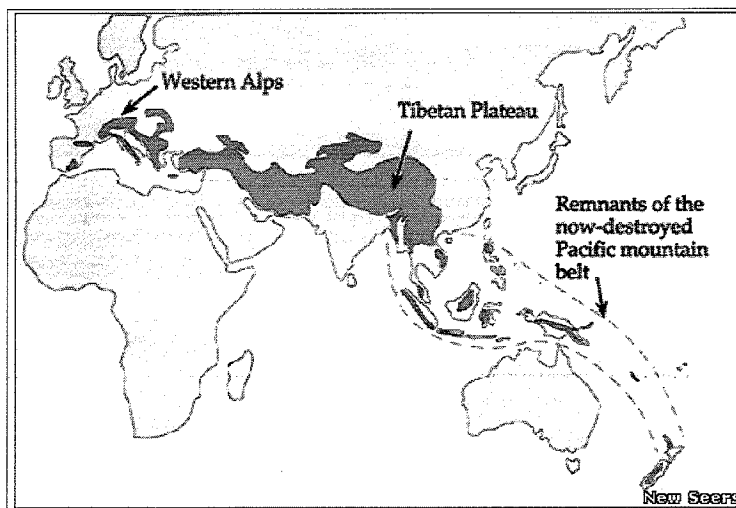 Western Alps
Tibetan Plateau
Remnants of the
now-destroyed
Pacific mountain
belt
New Seers